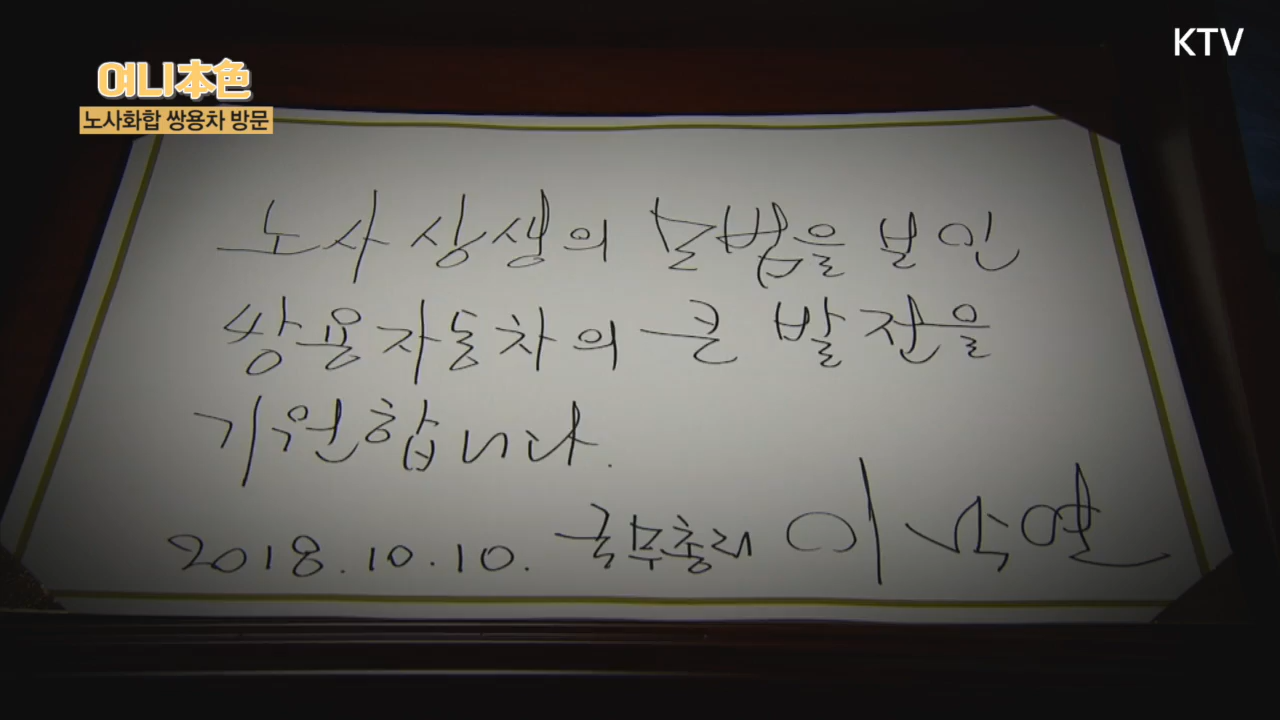 KTV
여니本色
노사화합 쌍용차 방문
노사 상생의 모범을 보인
쌍용자동차의 큰 발전을
기원합니다.
2018.10.10. 국무총리 이낙연